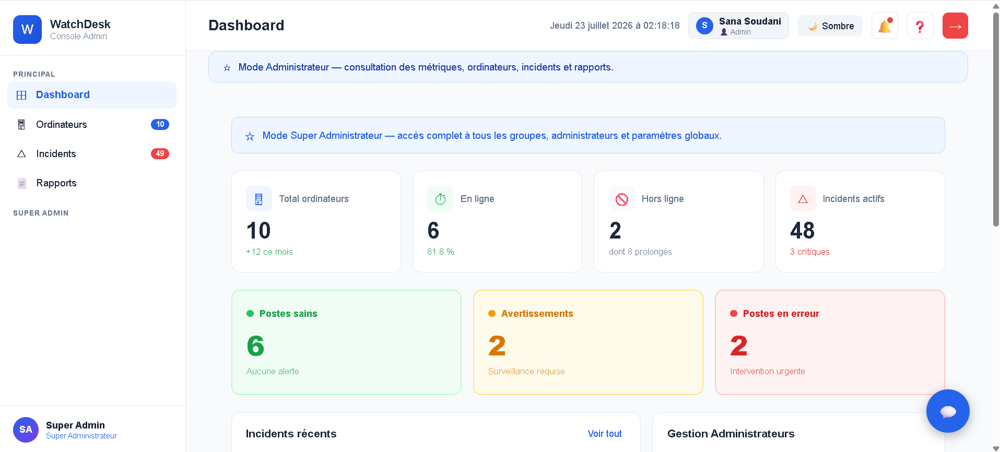 W
WatchDesk
Console Admin
PRINCIPAL
Dashboard
Ordinateurs
10
Incidents
49
Rapports
SUPER ADMIN
SA
Super Admin
Super Administrateur
Dashboard
Jeudi 23 juillet 2026 à 02:18:18
S
Sana Soudani
Admin
Sombre
Mode Administrateur — consultation des métriques, ordinateurs, incidents et rapports.
Mode Super Administrateur — accès complet à tous les groupes, administrateurs et paramètres globaux.
Total ordinateurs
10
+12 ce mois
En ligne
6
81.8 %
Hors ligne
2
dont 8 prolongés
Incidents actifs
48
3 critiques
Postes sains
6
Aucune alerte
Avertissements
2
Surveillance requise
Postes en erreur
2
Intervention urgente
Incidents récents
Voir tout
Gestion Administrateurs